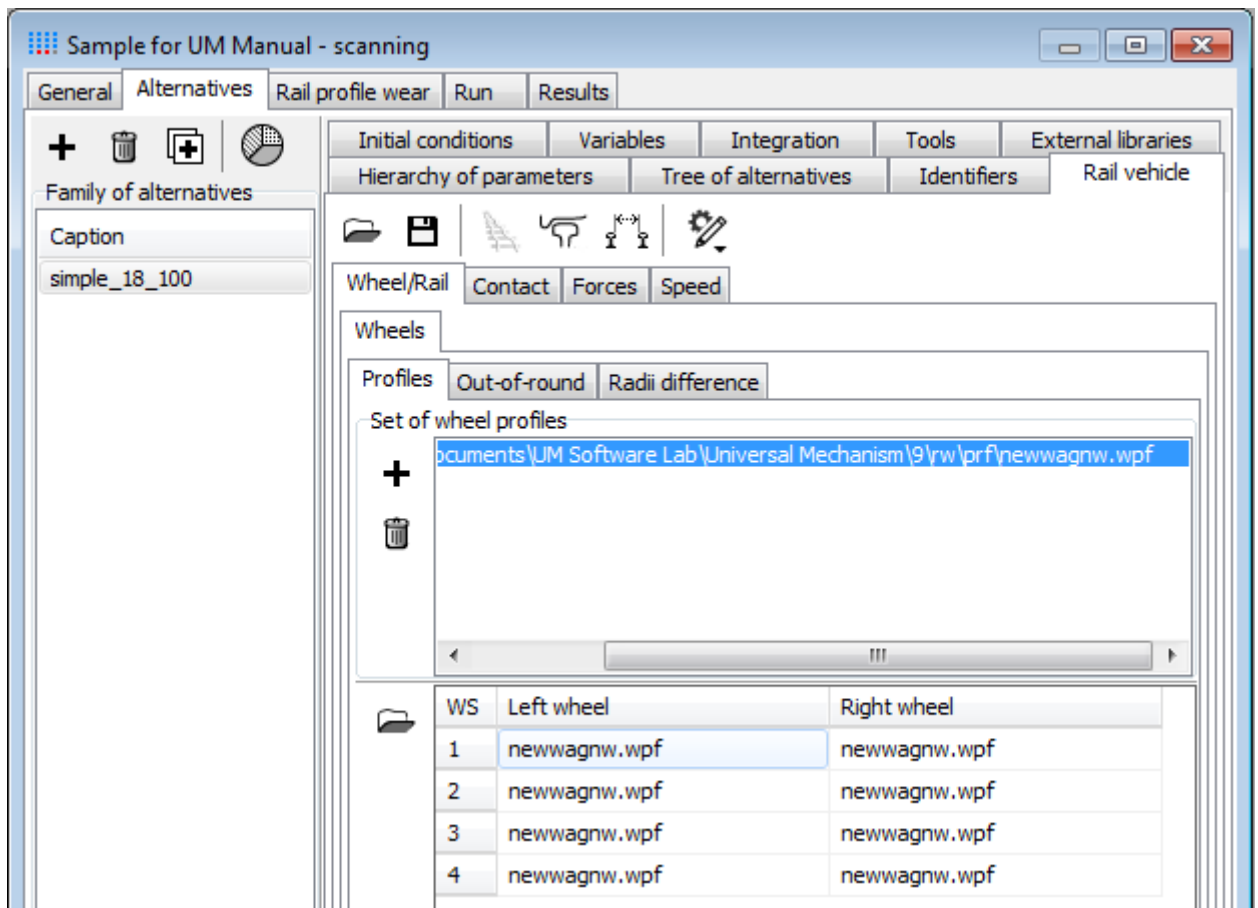 Sample for UM Manual - scanning
General Alternatives Rail profile wear Run Results
Initial conditions Variables Integration Tools External libraries
Hierarchy of parameters Tree of alternatives Identifiers Rail vehicle
Family of alternatives
Caption
simple_18_100
Wheel/Rail Contact Forces Speed
Wheels
Profiles Out-of-round Radii difference
Set of wheel profiles
ocuments\UM Software Lab\Universal Mechanism\9\rw\prf\newwagnw.wpf
WS Left wheel Right wheel
1 newwagnw.wpf newwagnw.wpf
2 newwagnw.wpf newwagnw.wpf
3 newwagnw.wpf newwagnw.wpf
4 newwagnw.wpf newwagnw.wpf